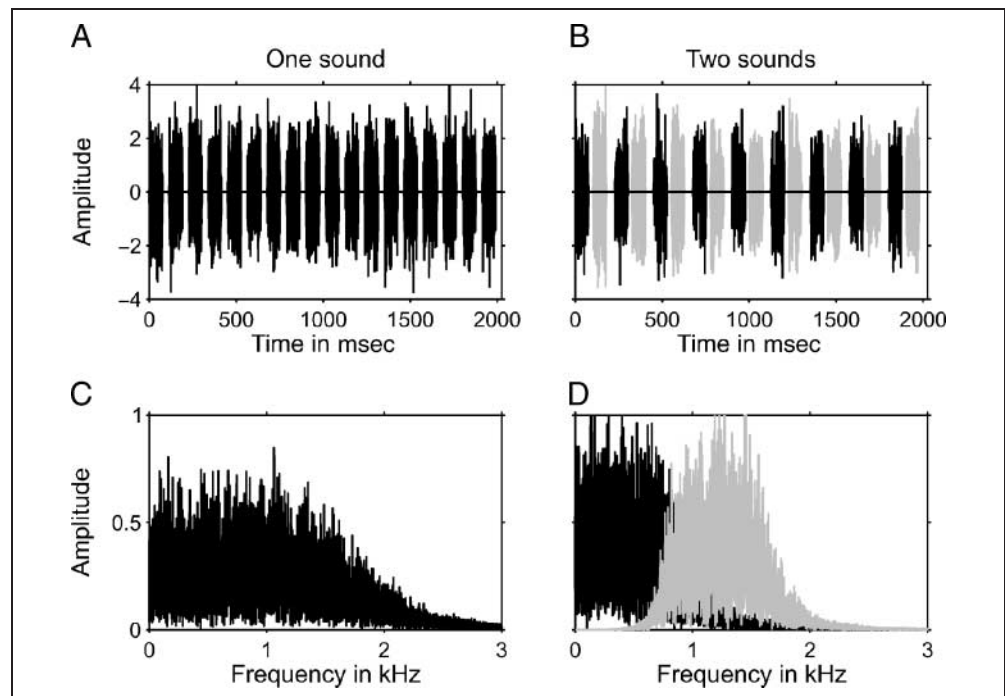 A
One sound
B
Two sounds
4
2
0
−2
−4
Amplitude
0 500 1000 1500 2000
Time in msec
0 500 1000 1500 2000
Time in msec
C
D
1
0.5
0
Amplitude
0 1 2 3
Frequency in kHz
0 1 2 3
Frequency in kHz